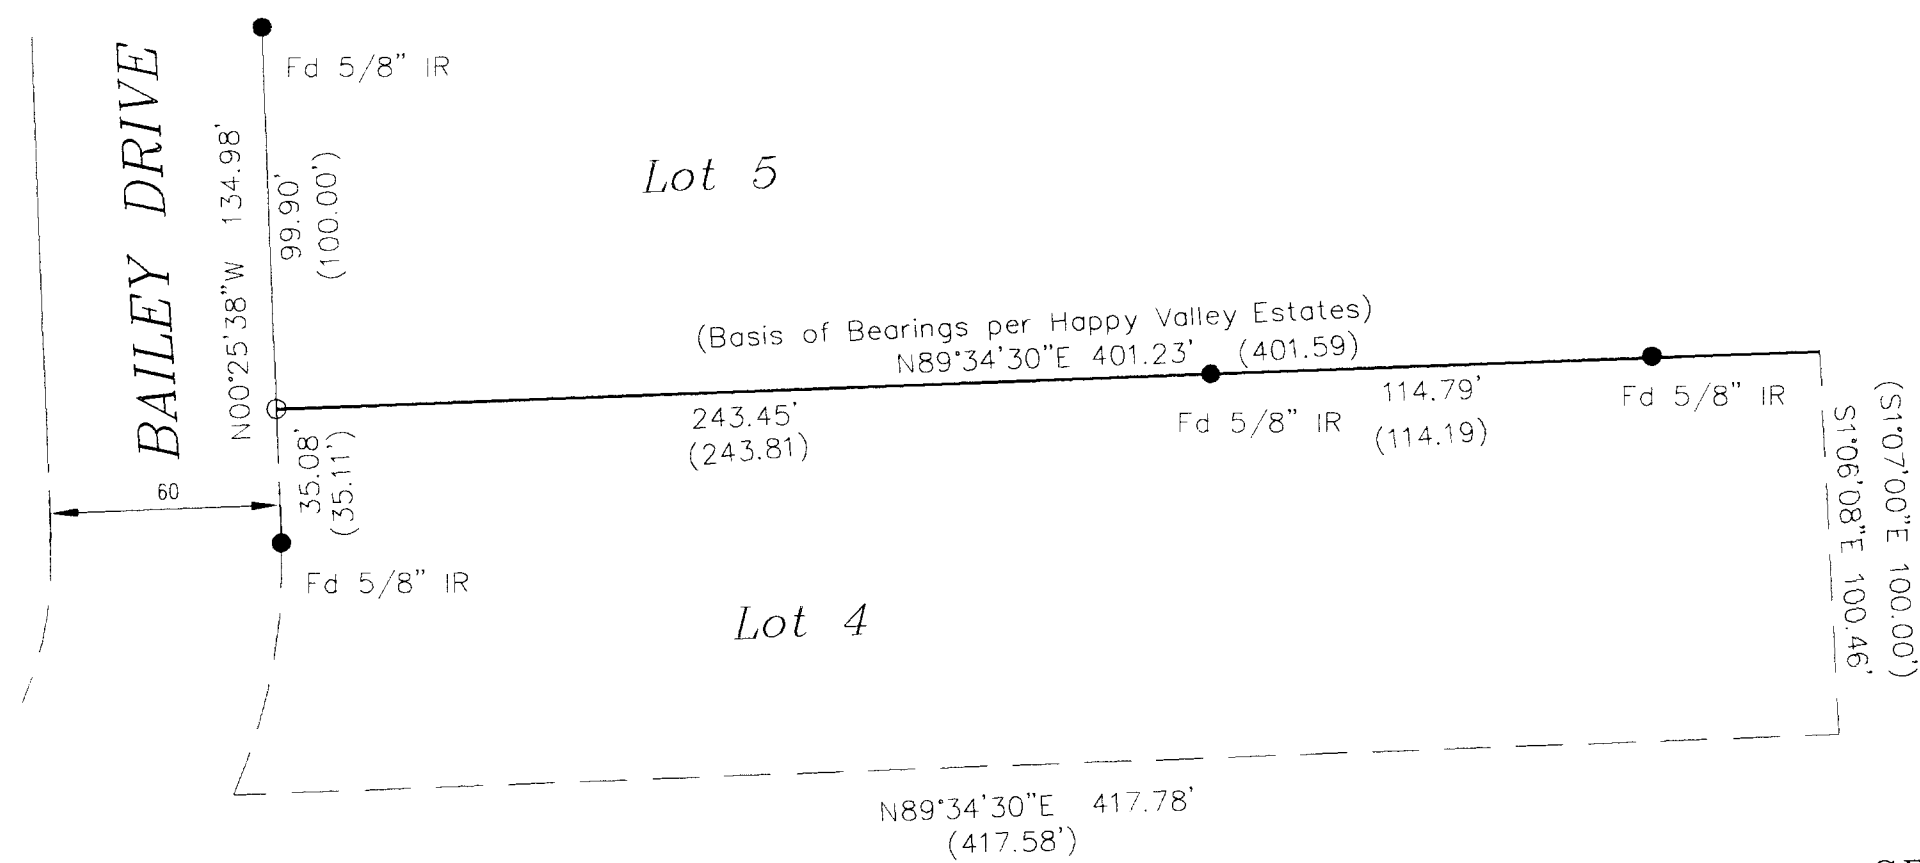 Fd 5/8" IR
BAILEY DRIVE
N00°25'38"W 134.98'
99.90'
(100.00')
Lot 5
(Basis of Bearings per Happy Valley Estates)
N89°34'30"E 401.23' (401.59)
243.45'
(243.81)
Fd 5/8" IR
114.79'
(114.19)
Fd 5/8" IR
(S1°07'00"E 100.00')
S1°06'08"E 100.46'
35.08'
(35.11')
60
Fd 5/8" IR
Lot 4
N89°34'30"E 417.78'
(417.58')